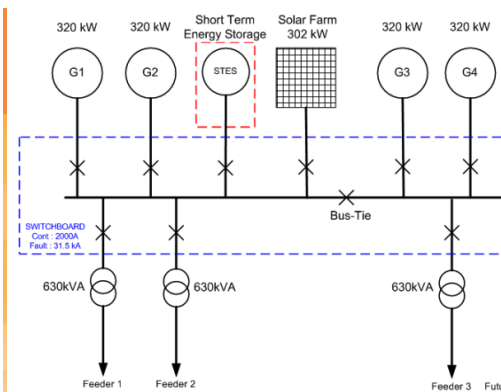 320 kW
320 kW
Short Term
Energy Storage
Solar Farm
302 kW
320 kW
320 kW
G1
G2
STES
G3
G4
Bus-Tie
SWITCHBOARD
Cont : 2000A
Fault : 31.5 kA
630kVA
630kVA
630kVA
Feeder 1
Feeder 2
Feeder 3